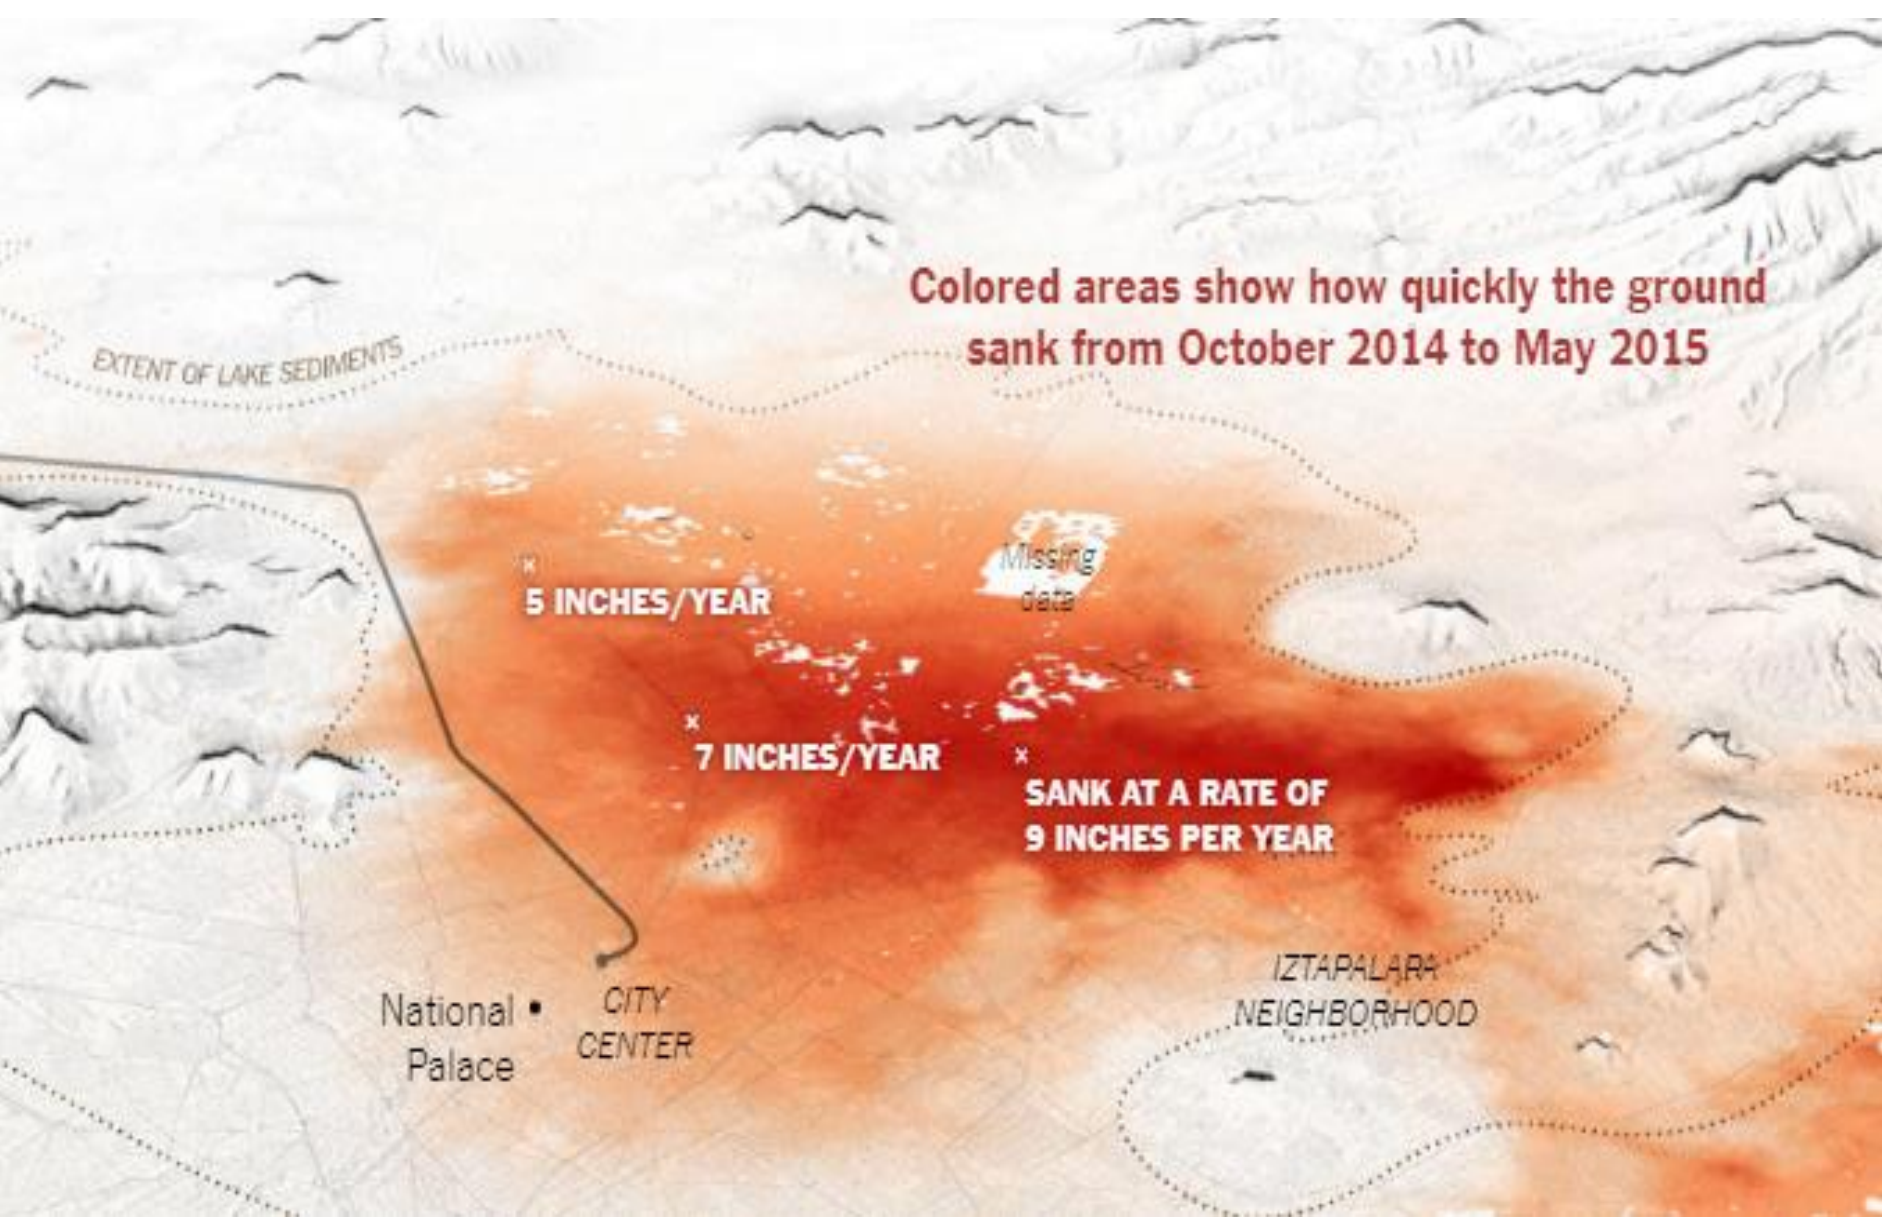 Colored areas show how quickly the ground
sank from October 2014 to May 2015
EXTENT OF LAKE SEDIMENTS
Missing
data
5 INCHES/YEAR
7 INCHES/YEAR
SANK AT A RATE OF
9 INCHES PER YEAR
IZTAPALARA
NEIGHBORHOOD
National
Palace
CITY
CENTER